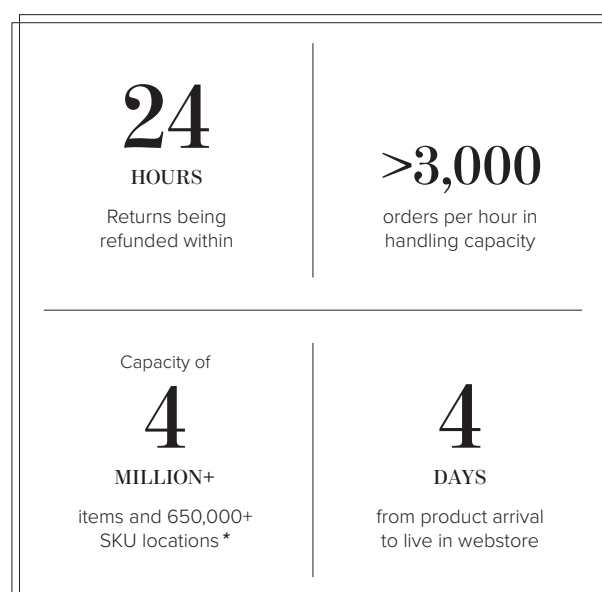 24
HOURS
Returns being
refunded within
>3,000
orders per hour in
handling capacity
Capacity of
4
MILLION+
items and 650,000+
SKU locations*
4
DAYS
from product arrival
to live in webstore